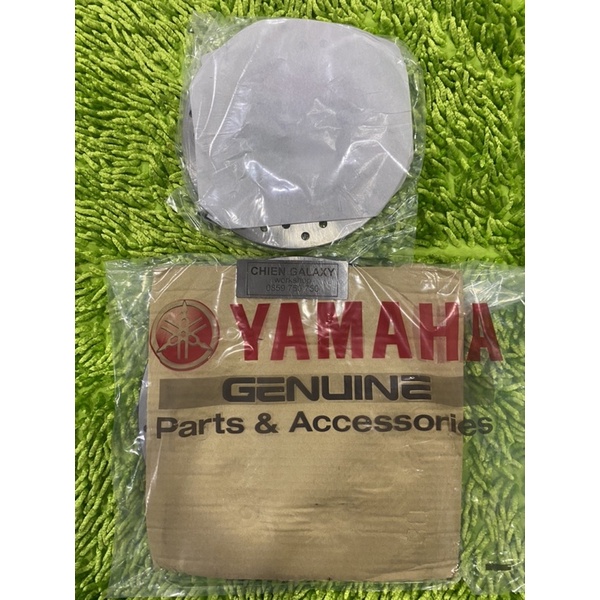 CHIEN GALAXY
YAMAHA
GENUINE
Parts & Accessories